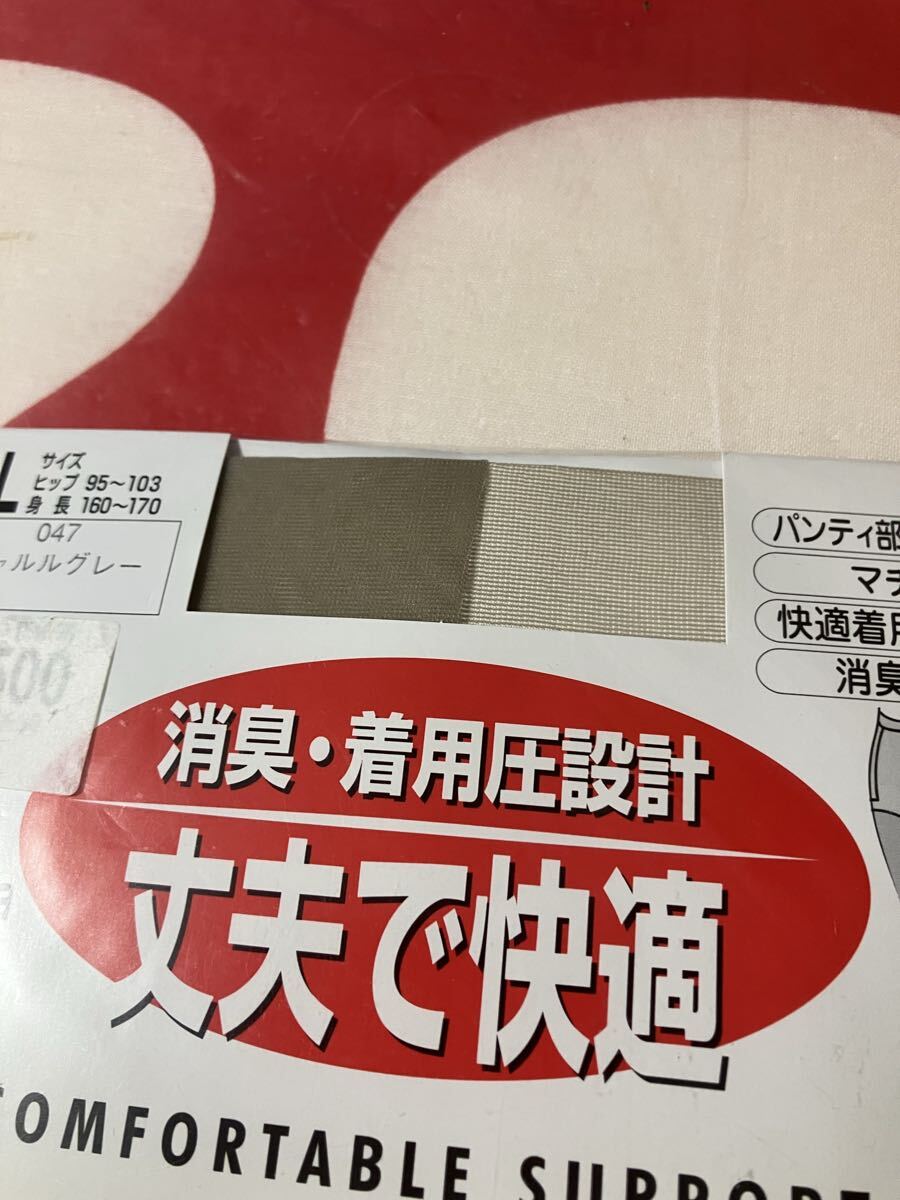 L
サイズ
ヒップ 95~103
身長 160~170
047
ャルルグレー
500
パンティ部
マチ
快適着用
消臭
消臭・着用圧設計
丈夫で快適
COMFORTABLE SUPPORT